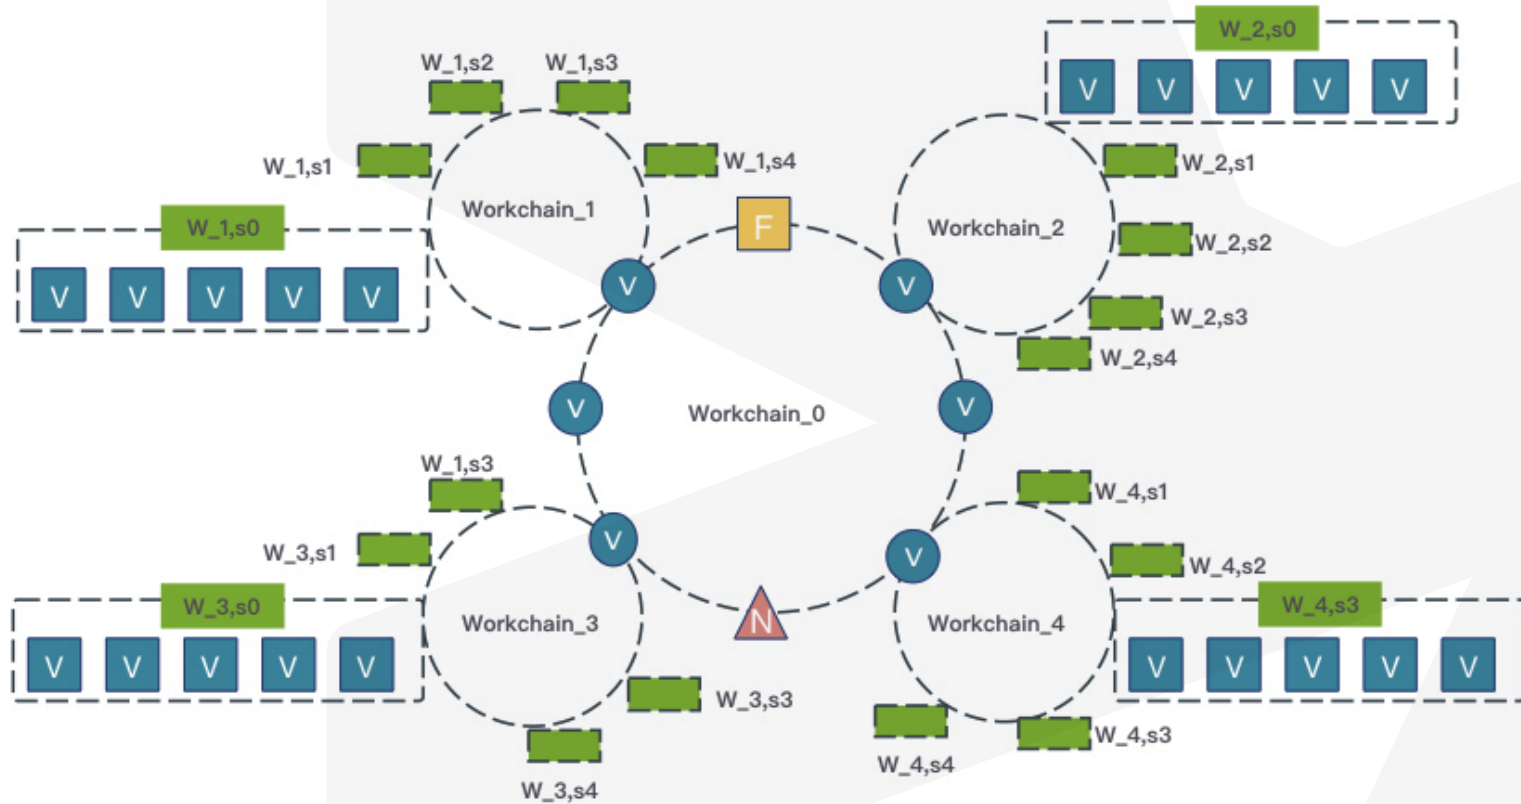 W_2,s0
V V V V V
W_1,s2
W_1,s3
W_1,s1
W_1,s4
W_2,s1
Workchain_1
Workchain_2
W_1,s0
F
W_2,s2
V V V V V
V
V
W_2,s3
W_2,s4
V
Workchain_0
V
W_1,s3
W_4,s1
W_3,s1
V
V
W_4,s2
W_3,s0
Workchain_3
N
Workchain_4
W_4,s3
V V V V V
V V V V V
W_3,s3
W_4,s3
W_4,s4
W_3,s4